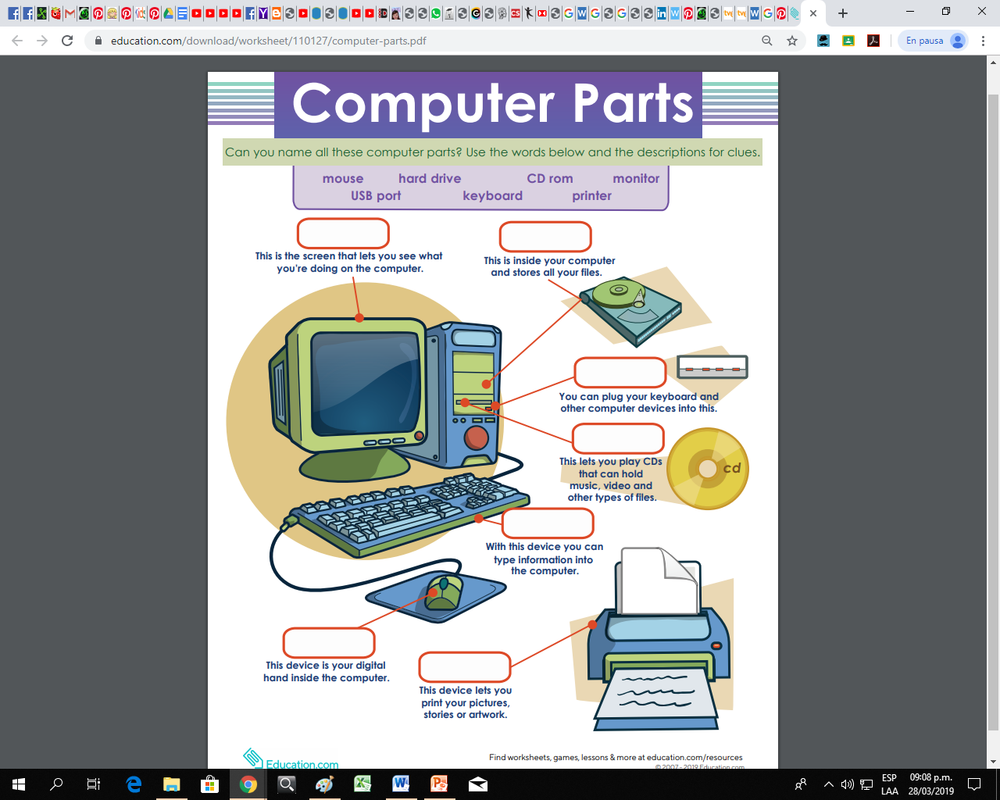 education.com/download/worksheet/110127/computer-parts.pdf
En pausa
Computer Parts
Can you name all these computer parts? Use the words below and the descriptions for clues.
mouse hard drive CD rom monitor
USB port keyboard printer
This is the screen that lets you see what
you're doing on the computer.
This is inside your computer
and stores all your files.
You can plug your keyboard and
other computer devices into this.
This lets you play CDs
that can hold
music, video and
other types of files.
cd
With this device you can
type information into
the computer.
This device is your digital
hand inside the computer.
This device lets you
print your pictures,
stories or artwork.
Education.com
Find worksheets, games, lessons & more at education.com/resources
© 2007 - 2019 Education.com
ESP 09:08 p.m.
LAA 28/03/2019